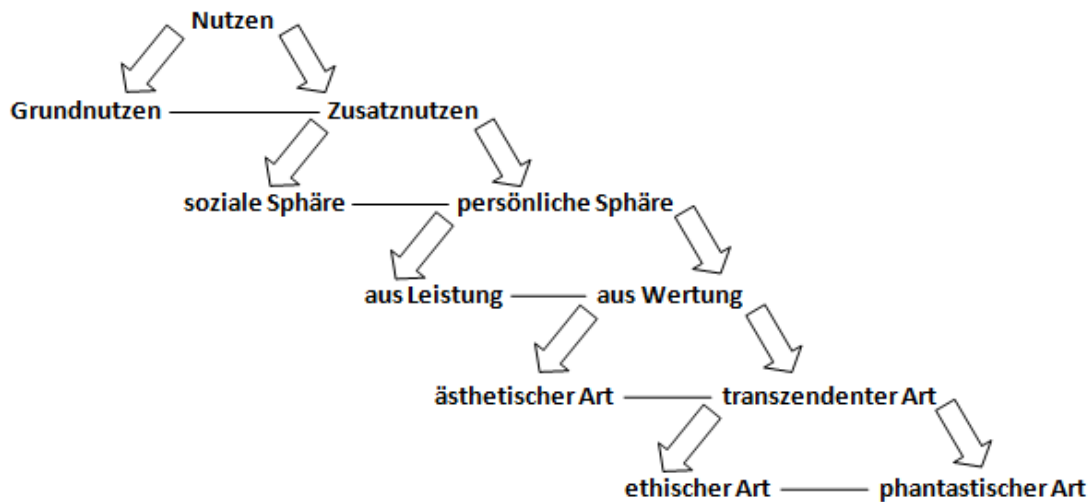 Nutzen
Grundnutzen Zusatznutzen
soziale Sphäre persönliche Sphäre
aus Leistung aus Wertung
ästhetischer Art transzendenter Art
ethischer Art phantastischer Art